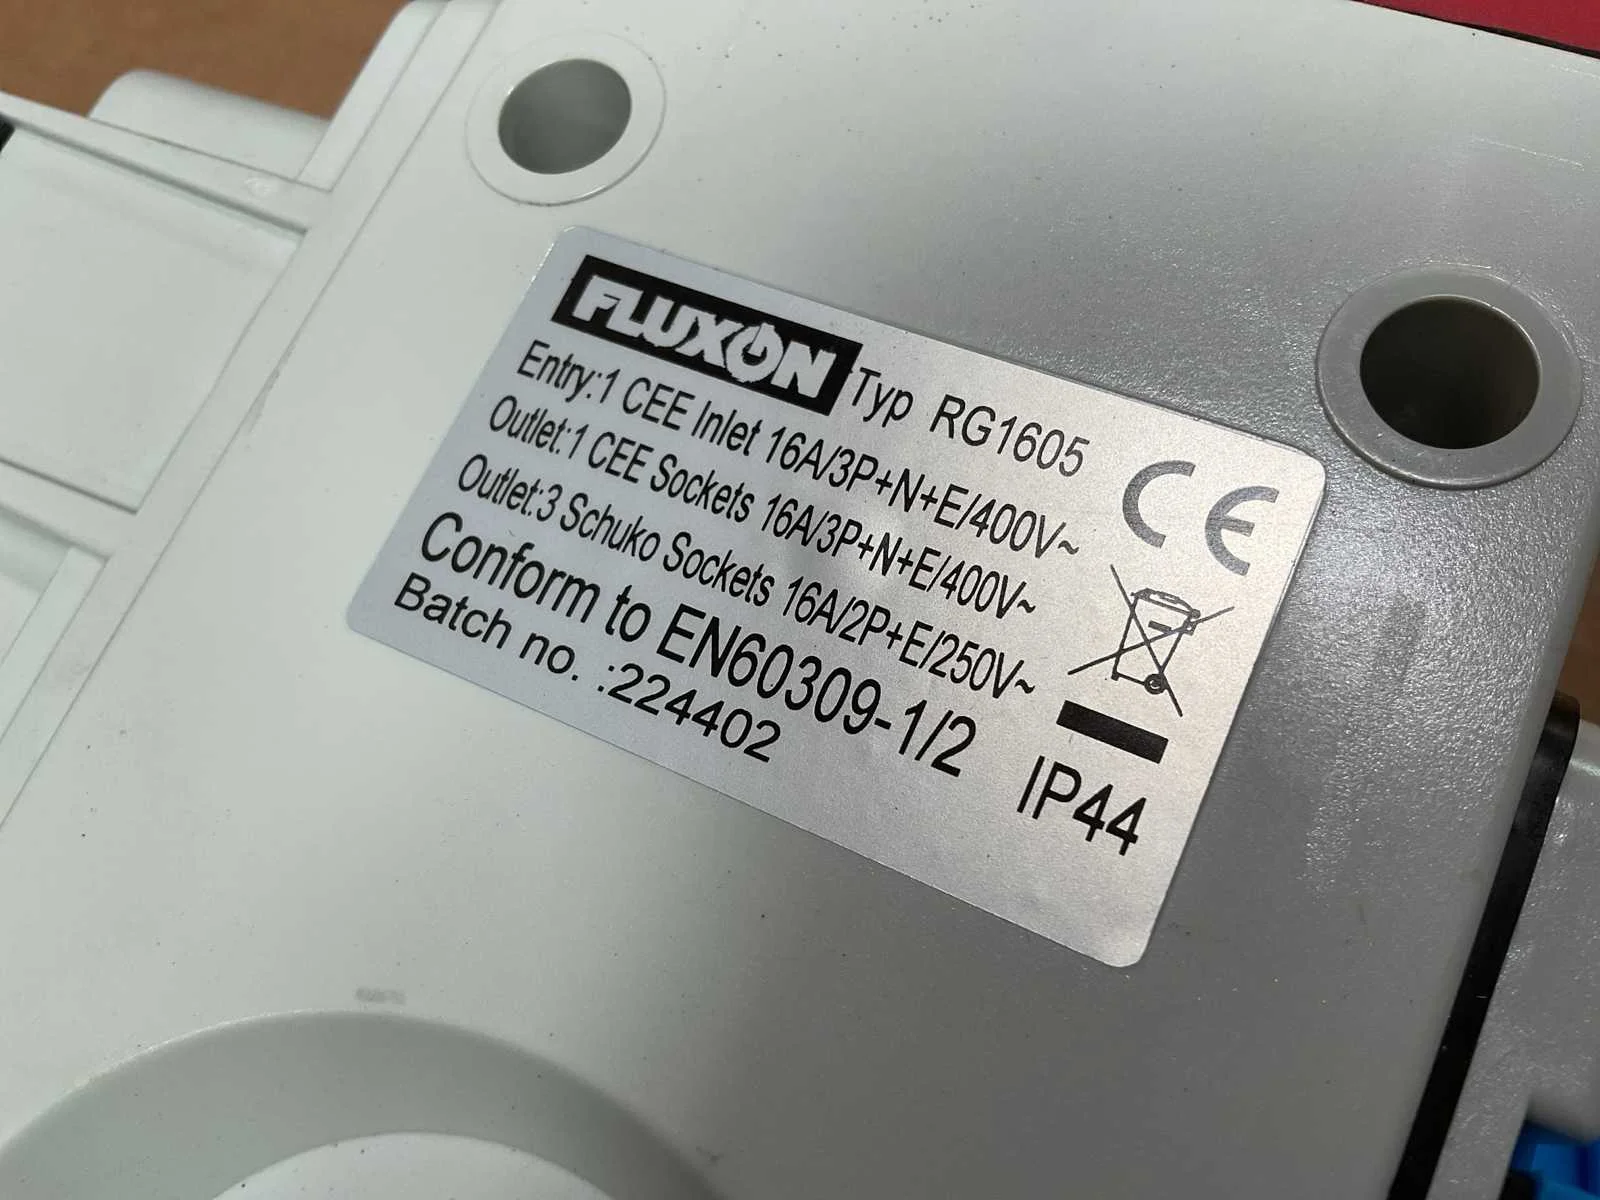 FLUXON Typ RG1605
Entry:1 CEE Inlet 16A/3P+N+E/400V~
Outlet:1 CEE Sockets 16A/3P+N+E/400V~
Outlet:3 Schuko Sockets 16A/2P+E/250V~
Conform to EN60309-1/2
Batch no. :224402
CE
IP44